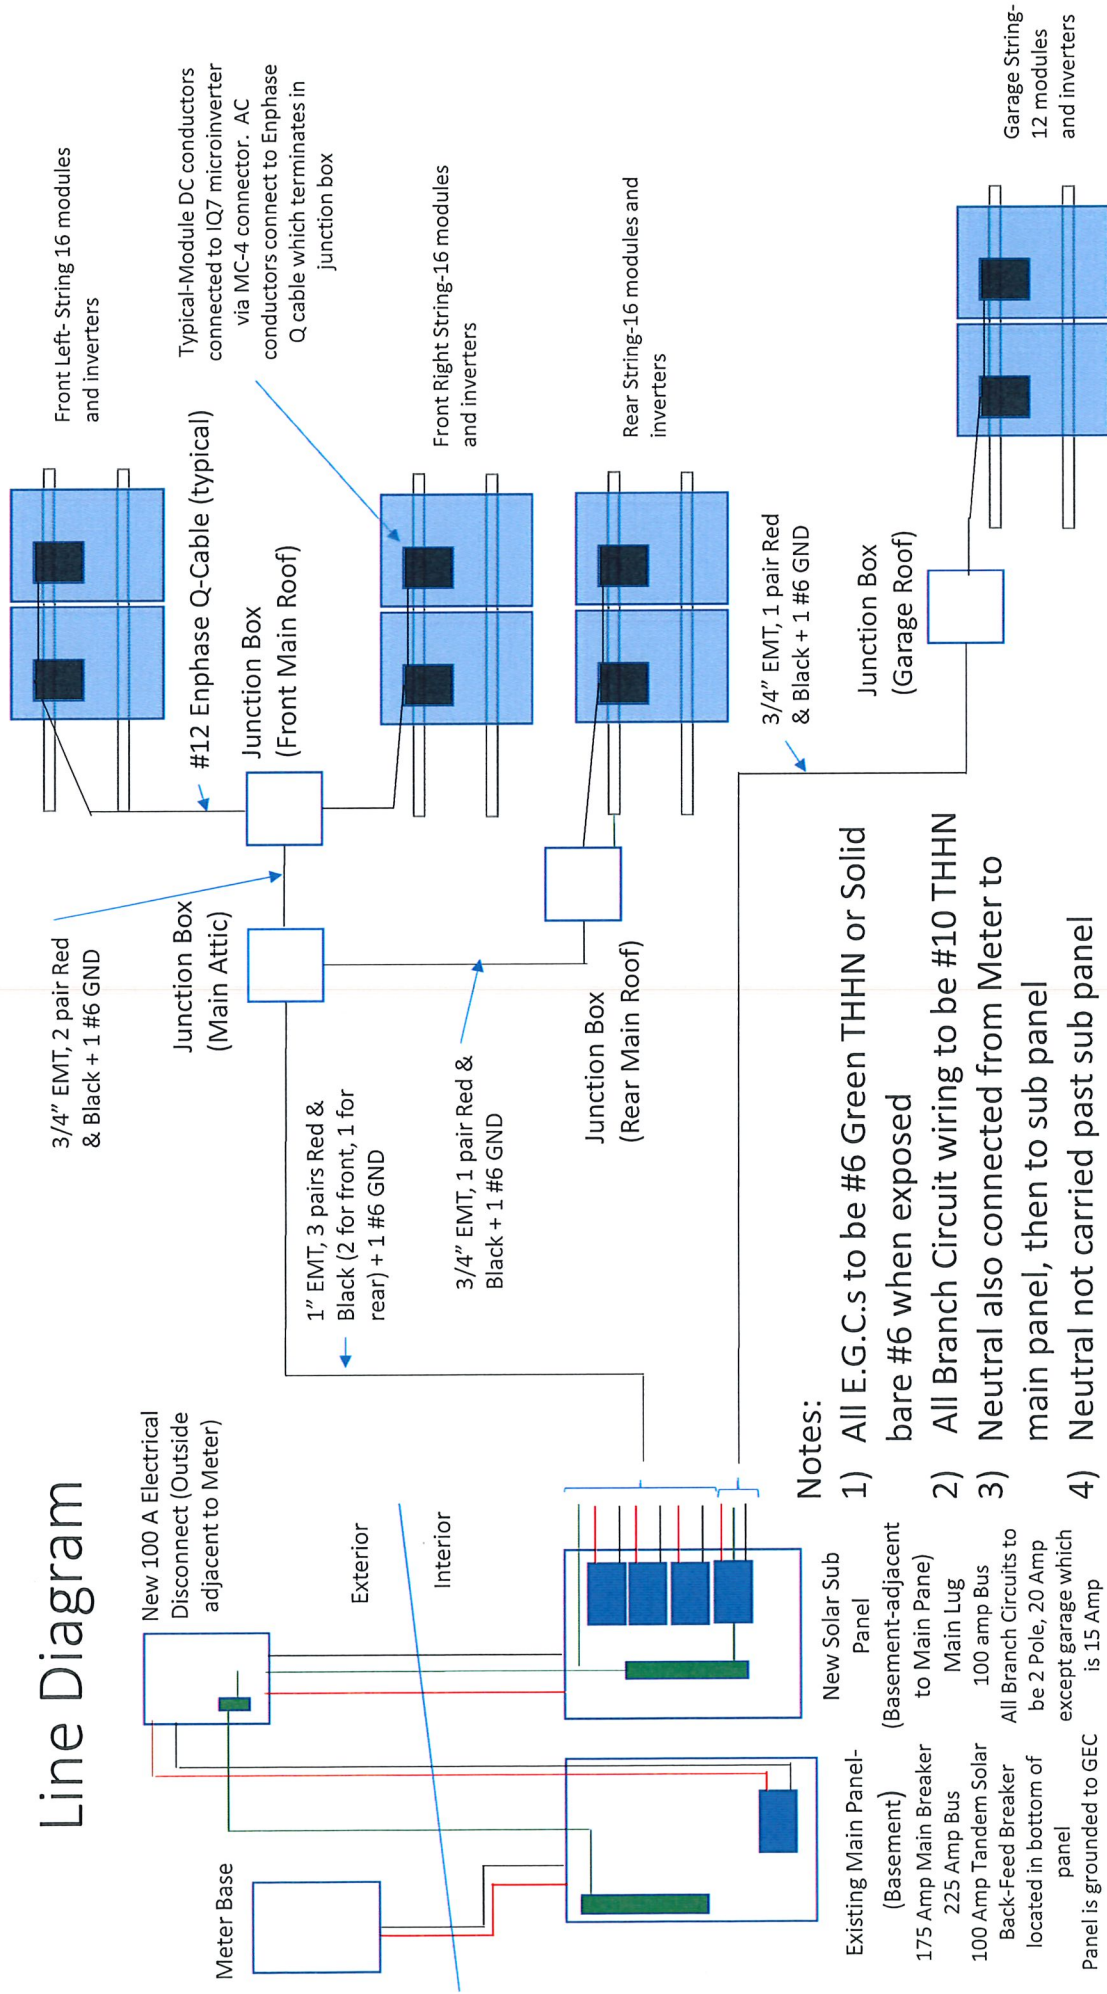 Line Diagram
Meter Base
New 100 A Electrical
Disconnect (Outside
adjacent to Meter)
Exterior
Interior
Existing Main Panel-
(Basement)
175 Amp Main Breaker
225 Amp Bus
100 Amp Tandem Solar
Back-Feed Breaker
located in bottom of
panel
Panel is grounded to GEC
New Solar Sub
Panel
(Basement-adjacent
to Main Pane)
Main Lug
100 amp Bus
All Branch Circuits to
be 2 Pole, 20 Amp
except garage which
is 15 Amp
3/4” EMT, 2 pair Red
& Black + 1 #6 GND
Junction Box
(Main Attic)
1” EMT, 3 pairs Red &
Black (2 for front, 1 for
rear) + 1 #6 GND
3/4” EMT, 1 pair Red &
Black + 1 #6 GND
Junction Box
(Rear Main Roof)
Front Left- String 16 modules
and inverters
#12 Enphase Q-Cable (typical)
Junction Box
(Front Main Roof)
Typical-Module DC conductors
connected to IQ7 microinverter
via MC-4 connector. AC
conductors connect to Enphase
Q cable which terminates in
junction box
Front Right String-16 modules
and inverters
Rear String-16 modules and
inverters
3/4” EMT, 1 pair Red
& Black + 1 #6 GND
Junction Box
(Garage Roof)
Garage String-
12 modules
and inverters
Notes:
1) All E.G.C.s to be #6 Green THHN or Solid
bare #6 when exposed
2) All Branch Circuit wiring to be #10 THHN
3) Neutral also connected from Meter to
main panel, then to sub panel
4) Neutral not carried past sub panel